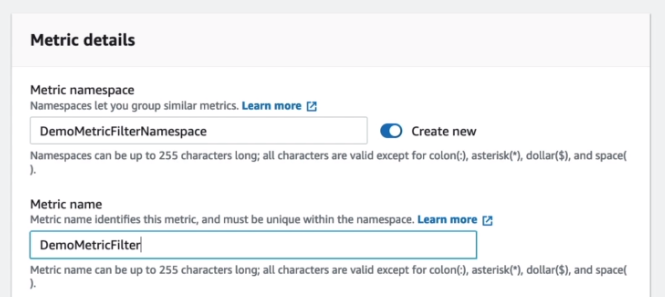 Metric details
Metric namespace
Namespaces let you group similar metrics. Learn more
DemoMetricFilterNamespace
Create new
Namespaces can be up to 255 characters long; all characters are valid except for colon(:), asterisk(*), dollar($), and space(
).
Metric name
Metric name identifies this metric, and must be unique within the namespace. Learn more
DemoMetricFilter
Metric name can be up to 255 characters long; all characters are valid except for colon(:), asterisk(*), dollar($), and space(
).